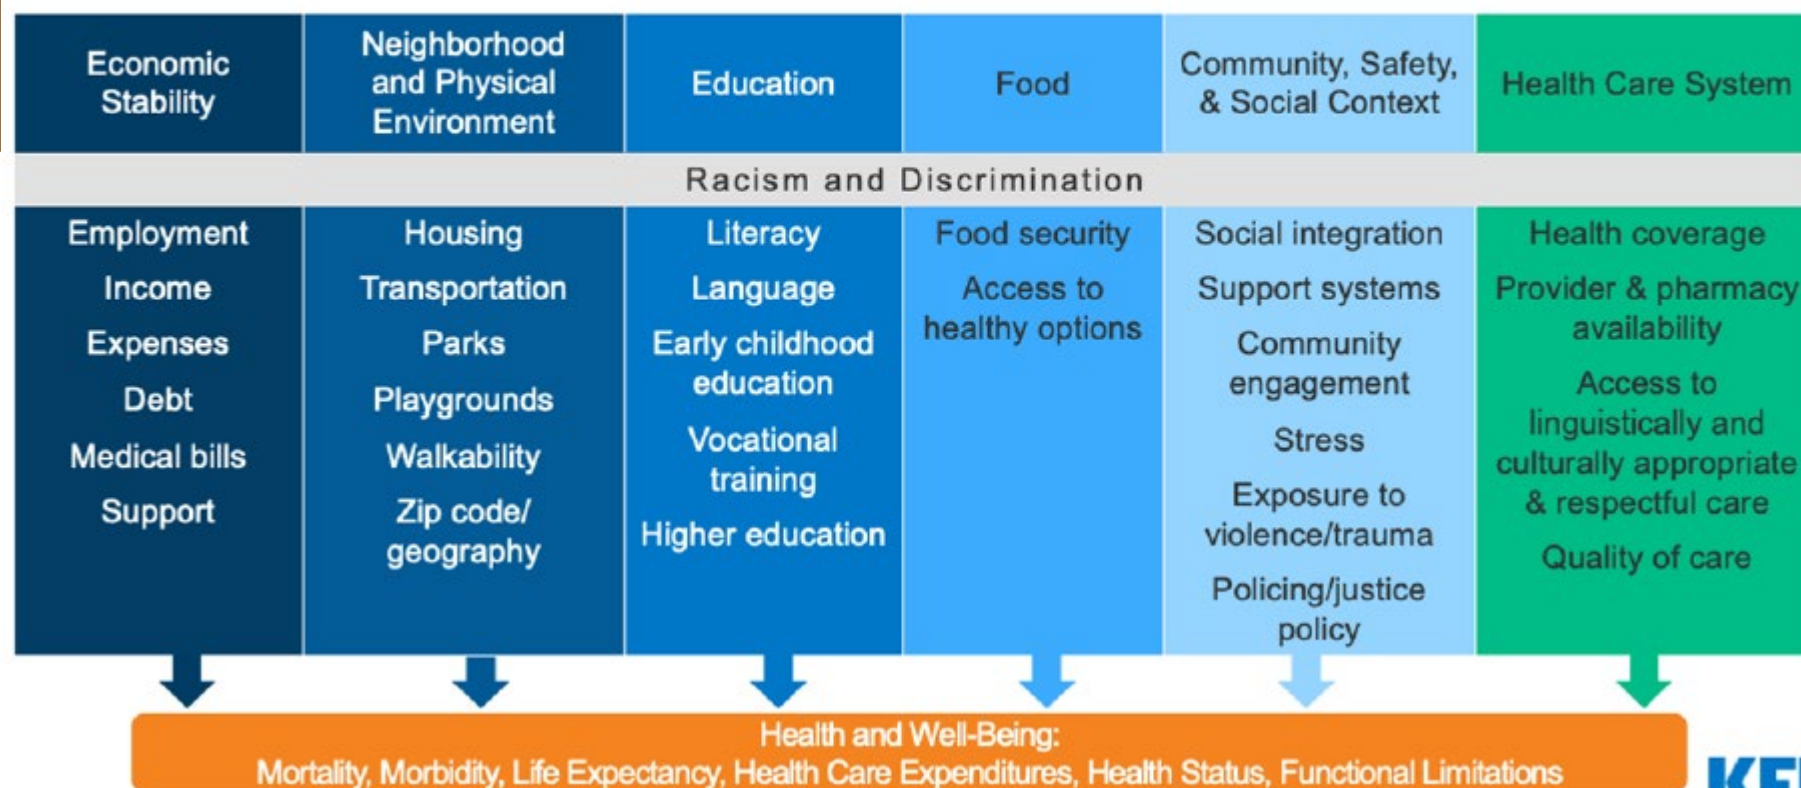 Economic
Stability
Neighborhood
and Physical
Environment
Education
Food
Community, Safety,
& Social Context
Health Care System
Racism and Discrimination
Employment
Income
Expenses
Debt
Medical bills
Support
Housing
Transportation
Parks
Playgrounds
Walkability
Zip code/
geography
Literacy
Language
Early childhood
education
Vocational
training
Higher education
Food security
Access to
healthy options
Social integration
Support systems
Community
engagement
Stress
Exposure to
violence/trauma
Policing/justice
policy
Health coverage
Provider & pharmacy
availability
Access to
linguistically and
culturally appropriate
& respectful care
Quality of care
Health and Well-Being:
Mortality, Morbidity, Life Expectancy, Health Care Expenditures, Health Status, Functional Limitations